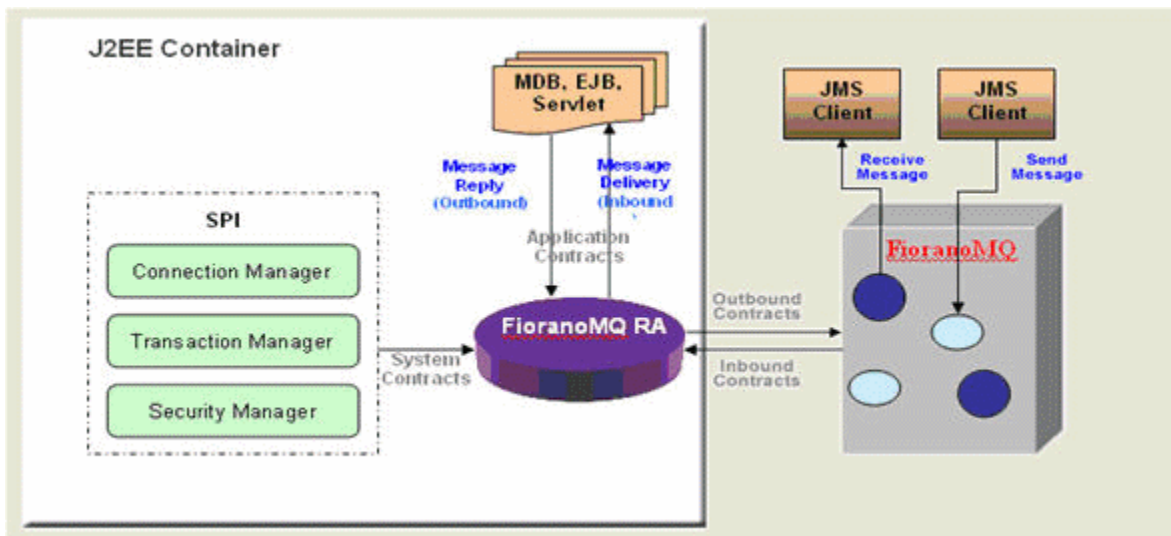 J2EE Container
MDB, EJB,
Servlet
Message
Reply
(Outbound)
Message
Delivery
(Inbound
)
Application
Contracts
SPI
Connection Manager
Transaction Manager
Security Manager
System
Contracts
FioranoMQ RA
Outbound
Contracts
Inbound
Contracts
JMS
Client
JMS
Client
Receive
Message
Send
Message
FioranoMQ